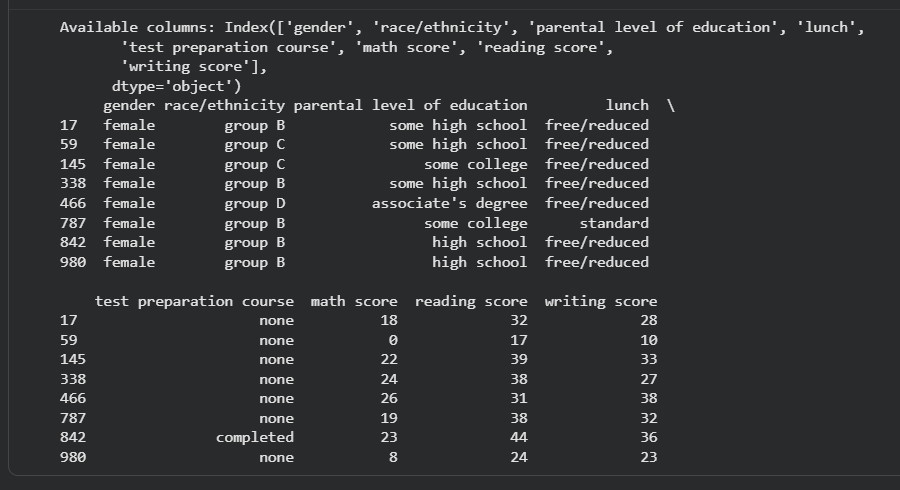 Available columns: Index(['gender', 'race/ethnicity', 'parental level of education', 'lunch',
       'test preparation course', 'math score', 'reading score',
       'writing score'],
      dtype='object')
     gender race/ethnicity parental level of education         lunch  \
17   female        group B            some high school  free/reduced
59   female        group C            some high school  free/reduced
145  female        group C                some college  free/reduced
338  female        group B            some high school  free/reduced
466  female        group D          associate's degree  free/reduced
787  female        group B                some college      standard
842  female        group B                 high school  free/reduced
980  female        group B                 high school  free/reduced

    test preparation course  math score  reading score  writing score
17                     none          18             32             28
59                     none           0             17             10
145                    none          22             39             33
338                    none          24             38             27
466                    none          26             31             38
787                    none          19             38             32
842               completed          23             44             36
980                    none           8             24             23